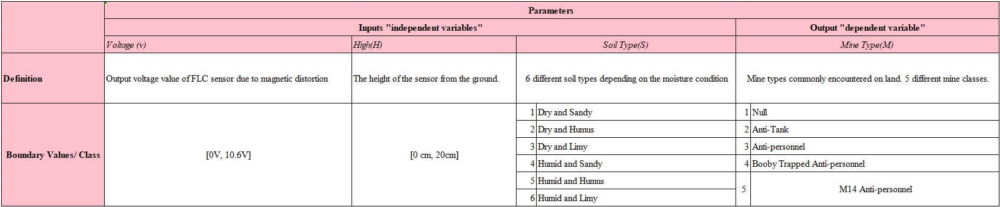 Parameters
Inputs "independent variables" Output "dependent variable"
Voltage (v) High(H) Soil Type(S) Mine Type(M)
Definition Output voltage value of FLC sensor due to magnetic distortion The height of the sensor from the ground. 6 different soil types depending on the moisture condition Mine types commonly encountered on land. 5 different mine classes.
Boundary Values/ Class [0V, 10.6V] [0 cm, 20cm]
1 Dry and Sandy 1 Null
2 Dry and Humus 2 Anti-Tank
3 Dry and Limy 3 Anti-personnel
4 Humid and Sandy 4 Booby Trapped Anti-personnel
5 Humid and Humus 5 M14 Anti-personnel
6 Humid and Limy